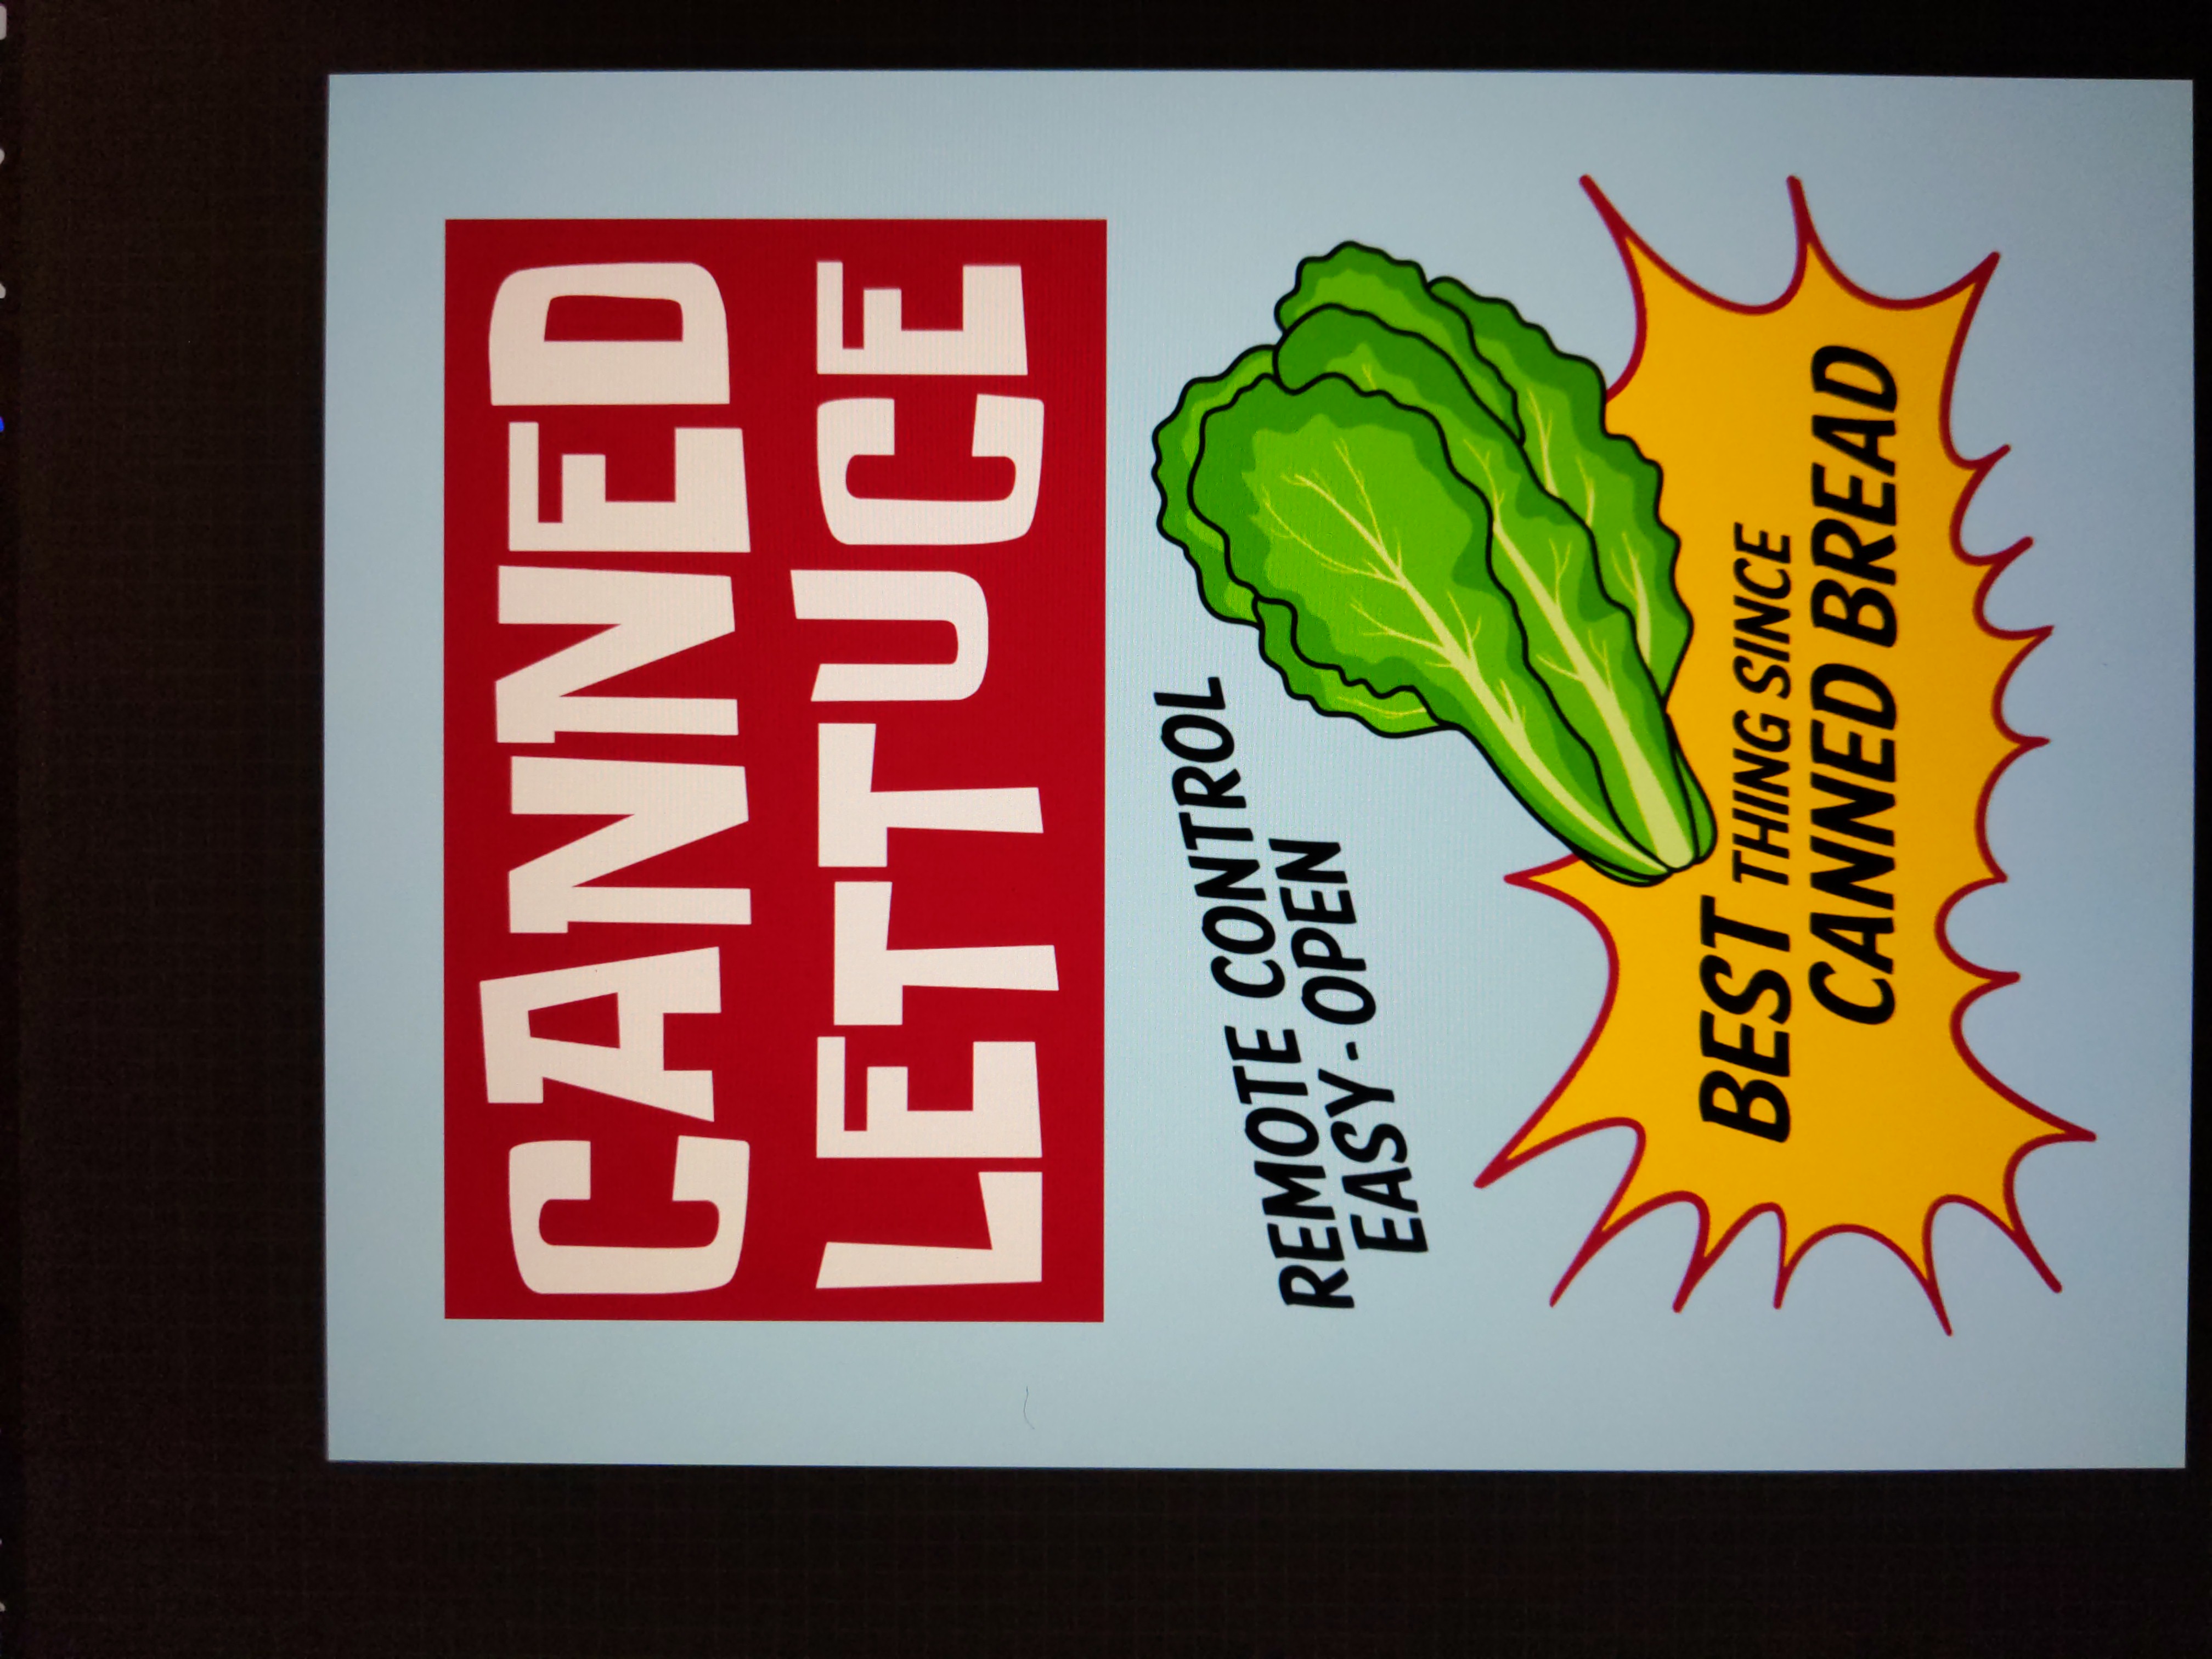 CANNED
LETTUCE
REMOTE CONTROL
EASY-OPEN
BEST THING SINCE
CANNED BREAD